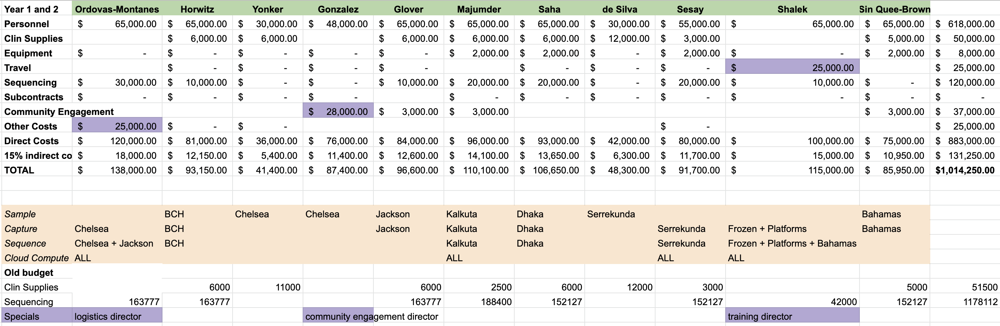 Year 1 and 2 Ordovas-Montanes Horwitz Yonker Gonzalez Glover Majumder Saha de Silva Sesay Shalek Sin Quee-Brown
Personnel $ 65,000.00 $ 65,000.00 $ 30,000.00 $ 48,000.00 $ 65,000.00 $ 65,000.00 $ 65,000.00 $ 30,000.00 $ 55,000.00 $ 65,000.00 $ 65,000.00 $ 618,000.00
Clin Supplies $ 6,000.00 $ 6,000.00 $ 6,000.00 $ 6,000.00 $ 6,000.00 $ 12,000.00 $ 3,000.00 $ 5,000.00 $ 50,000.00
Equipment $ - $ - $ - $ - $ - $ 2,000.00 $ 2,000.00 $ - $ 2,000.00 $ - $ 2,000.00 $ 8,000.00
Travel $ - $ - $ - $ - $ - $ - $ - $ 25,000.00 $ 25,000.00
Sequencing $ 30,000.00 $ 10,000.00 $ - $ - $ 10,000.00 $ 20,000.00 $ 20,000.00 $ - $ 20,000.00 $ 10,000.00 $ - $ 120,000.00
Subcontracts $ - $ - $ - $ - $ - $ - $ - $ - $ - $ - $ -
Community Engagement $ 28,000.00 $ 3,000.00 $ 3,000.00 $ 3,000.00 $ 37,000.00
Other Costs $ 25,000.00 $ - $ - $ - $ 25,000.00
Direct Costs $ 120,000.00 $ 81,000.00 $ 36,000.00 $ 76,000.00 $ 84,000.00 $ 96,000.00 $ 93,000.00 $ 42,000.00 $ 80,000.00 $ 100,000.00 $ 75,000.00 $ 883,000.00
15% indirect co $ 18,000.00 $ 12,150.00 $ 5,400.00 $ 11,400.00 $ 12,600.00 $ 14,100.00 $ 13,650.00 $ 6,300.00 $ 11,700.00 $ 15,000.00 $ 10,950.00 $ 131,250.00
TOTAL $ 138,000.00 $ 93,150.00 $ 41,400.00 $ 87,400.00 $ 96,600.00 $ 110,100.00 $ 106,650.00 $ 48,300.00 $ 91,700.00 $ 115,000.00 $ 85,950.00 $1,014,250.00
Sample BCH Chelsea Chelsea Jackson Kalkuta Dhaka Serrekunda Bahamas
Capture Chelsea BCH Jackson Kalkuta Dhaka Serrekunda Frozen + Platforms Bahamas
Sequence Chelsea + Jackson BCH Kalkuta Dhaka Serrekunda Frozen + Platforms + Bahamas
Cloud Compute ALL ALL ALL ALL
Old budget
Clin Supplies 6000 11000 6000 2500 6000 12000 3000 5000 51500
Sequencing 163777 163777 163777 188400 152127 152127 42000 152127 1178112
Specials logistics director community engagement director training director